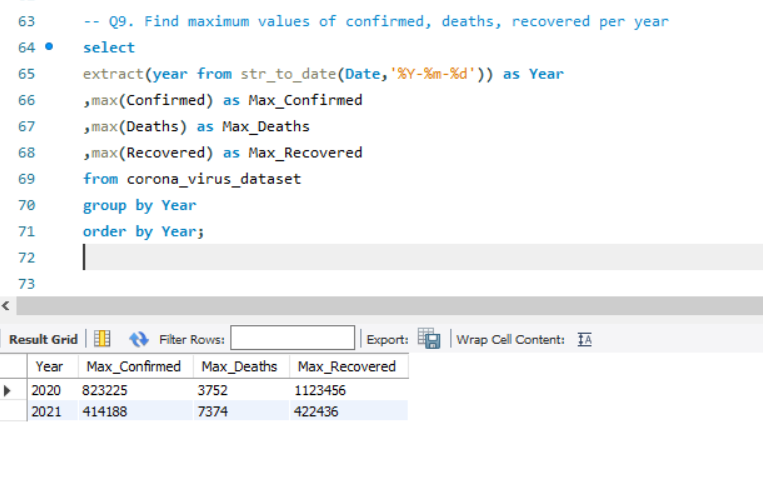 63 -- Q9. Find maximum values of confirmed, deaths, recovered per year
64 select
65 extract(year from str_to_date(Date,'%Y-%m-%d')) as Year
66 ,max(Confirmed) as Max_Confirmed
67 ,max(Deaths) as Max_Deaths
68 ,max(Recovered) as Max_Recovered
69 from corona_virus_dataset
70 group by Year
71 order by Year;
72
73
Result Grid Filter Rows: Export: Wrap Cell Content: IA
Year Max_Confirmed Max_Deaths Max_Recovered
2020 823225 3752 1123456
2021 414188 7374 422436